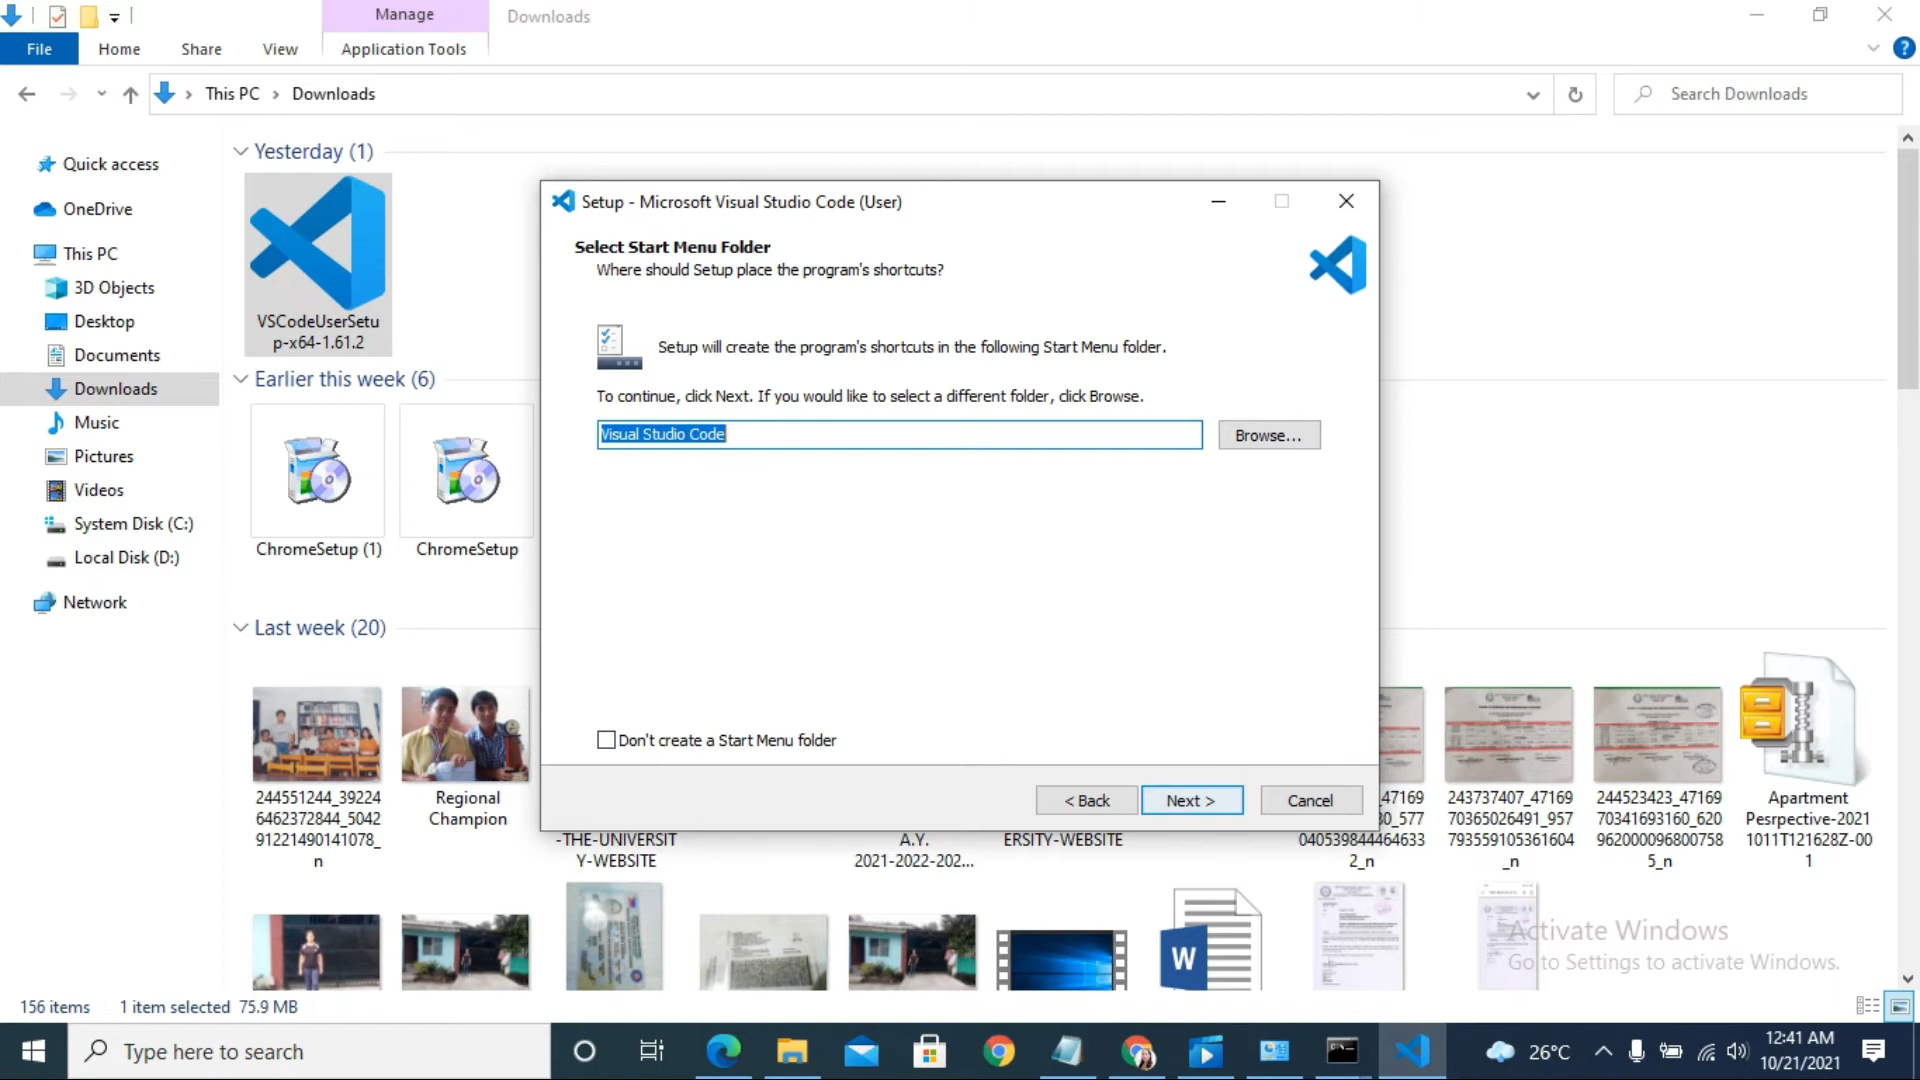 Manage
Downloads
File
Home
Share
View
Application Tools
This PC
Downloads
Search Downloads
Quick access
OneDrive
This PC
3D Objects
Desktop
Documents
Downloads
Music
Pictures
Videos
System Disk (C:)
Local Disk (D:)
Network
Yesterday (1)
VSCodeUserSetu
p-x64-1.61.2
Earlier this week (6)
ChromeSetup (1)
ChromeSetup
Last week (20)
Setup - Microsoft Visual Studio Code (User)
Select Start Menu Folder
Where should Setup place the program's shortcuts?
Setup will create the program's shortcuts in the following Start Menu folder.
To continue, click Next. If you would like to select a different folder, click Browse.
Visual Studio Code
Browse...
Don't create a Start Menu folder
< Back
Next >
Cancel
244551244_39224
6462372844_5042
91221490141078_
n
Regional
Champion
-THE-UNIVERSIT
Y-WEBSITE
A.Y.
2021-2022-202...
ERSITY-WEBSITE
47169
0_577
040539844464633
2_n
243737407_47169
70365026491_957
793559105361604
_n
244523423_47169
70341693160_620
962000096800758
5_n
Apartment
Pesrpective-2021
1011T121628Z-00
1
W
Activate Windows
Go to Settings to activate Windows.
156 items
1 item selected 75.9 MB
Type here to search
26°C
12:41 AM
10/21/2021